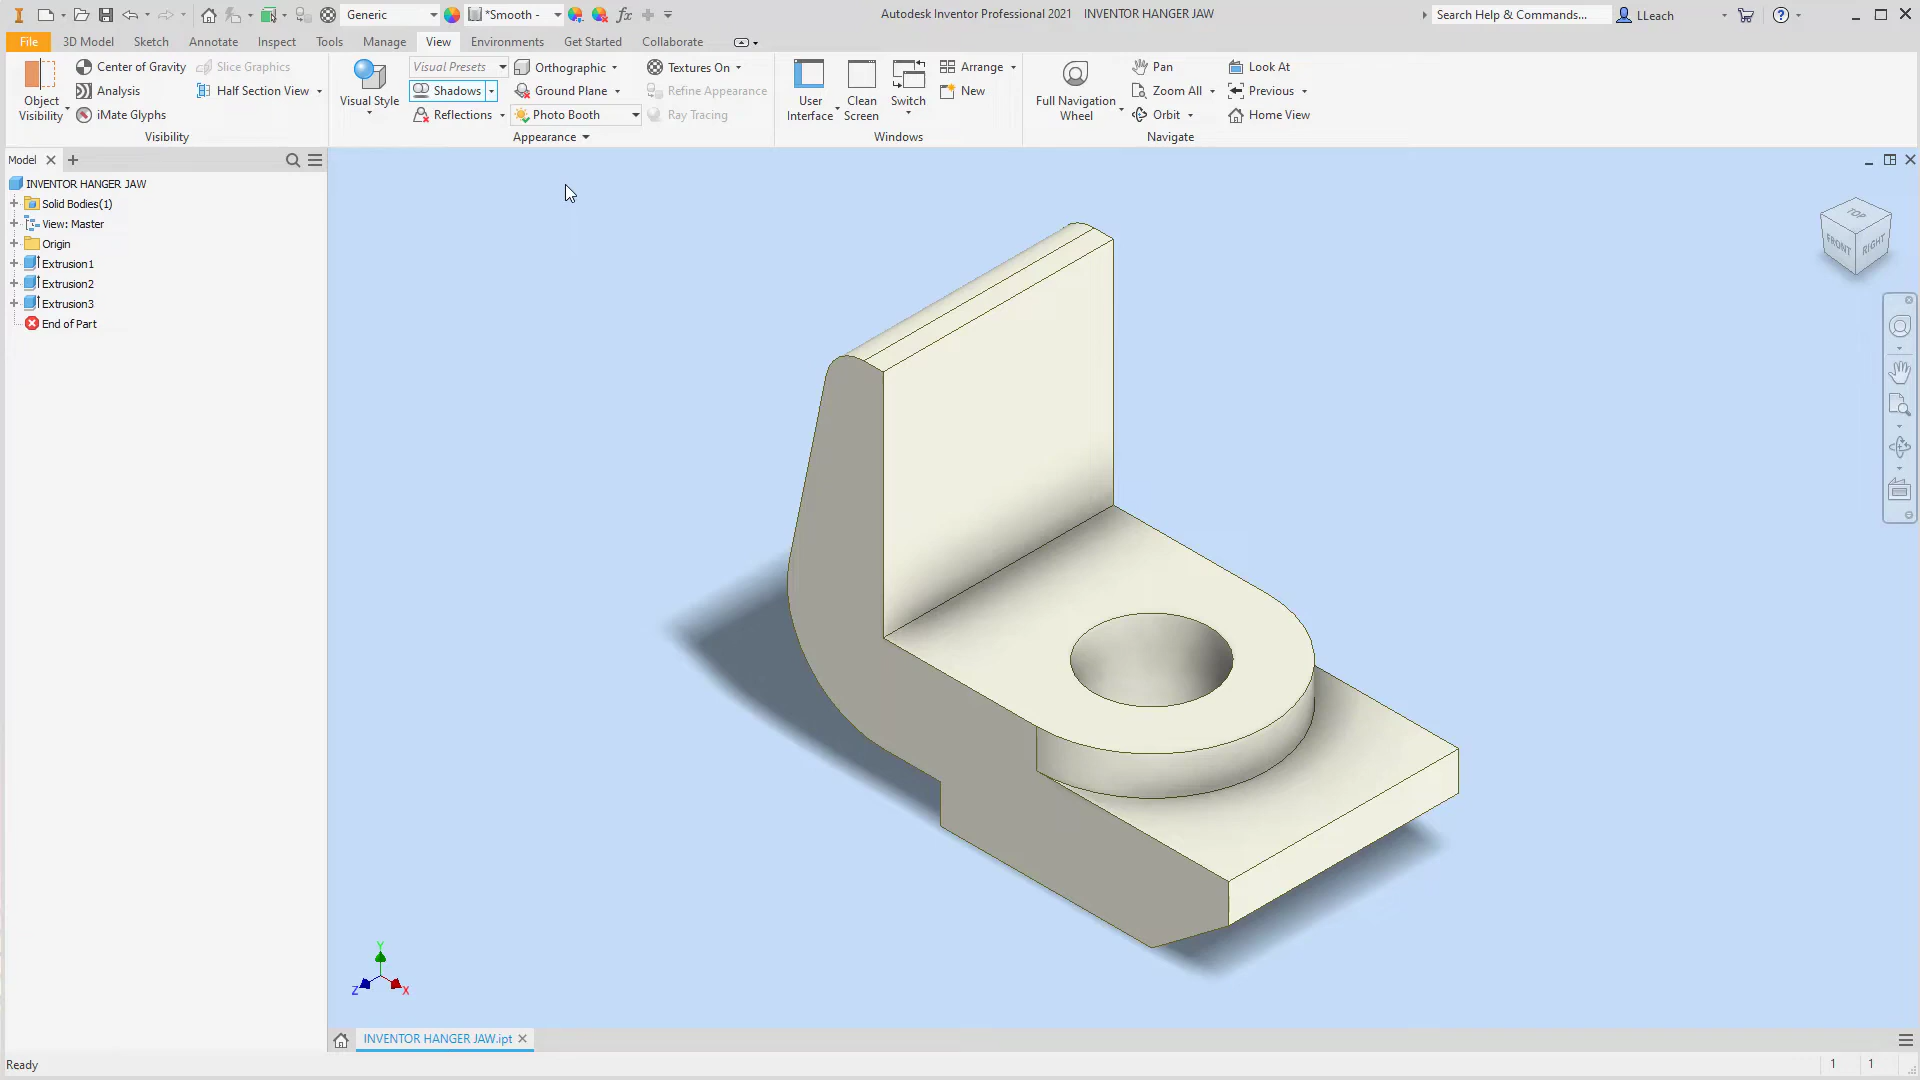 Generic
*Smooth -
fx
Autodesk Inventor Professional 2021 INVENTOR HANGER JAW
Search Help & Commands...
LLeach
File
3D Model
Sketch
Annotate
Inspect
Tools
Manage
View
Environments
Get Started
Collaborate
Object
Visibility
Center of Gravity
Analysis
iMate Glyphs
Slice Graphics
Half Section View
Visibility
Visual Style
Visual Presets
Shadows
Reflections
Orthographic
Ground Plane
Photo Booth
Textures On
Refine Appearance
Ray Tracing
Appearance
User
Interface
Clean
Screen
Switch
Arrange
New
Windows
Full Navigation
Wheel
Pan
Zoom All
Orbit
Look At
Previous
Home View
Navigate
Model
INVENTOR HANGER JAW
Solid Bodies(1)
View: Master
Origin
Extrusion1
Extrusion2
Extrusion3
End of Part
TOP
FRONT
RIGHT
Y
Z
X
INVENTOR HANGER JAW.ipt
Ready
1
1